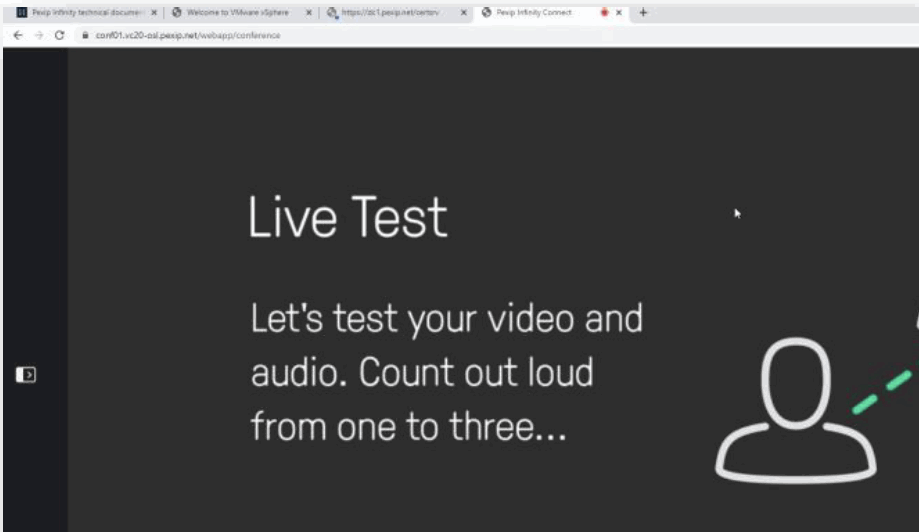 Pexip Infinity technical documen
Welcome to VMware vSphere
https://dc1.pexip.net/certsrv
Pexip Infinity Connect
conf01.vc20-osl.pexip.net/webapp/conference
Live Test
Let's test your video and
audio. Count out loud
from one to three...